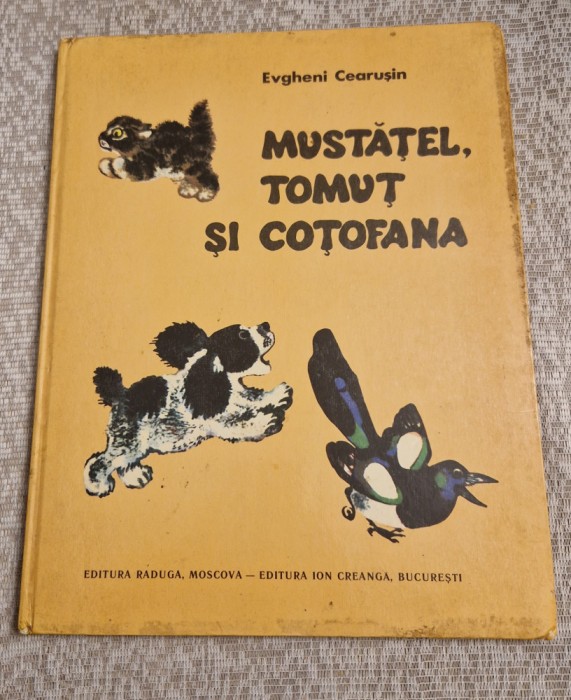 Evgheni Cearușin
MUSTĂȚEL,
TOMUȚ
ȘI COȚOFANA
EDITURA RADUGA, MOSCOVA — EDITURA ION CREANGĂ, BUCUREȘTI